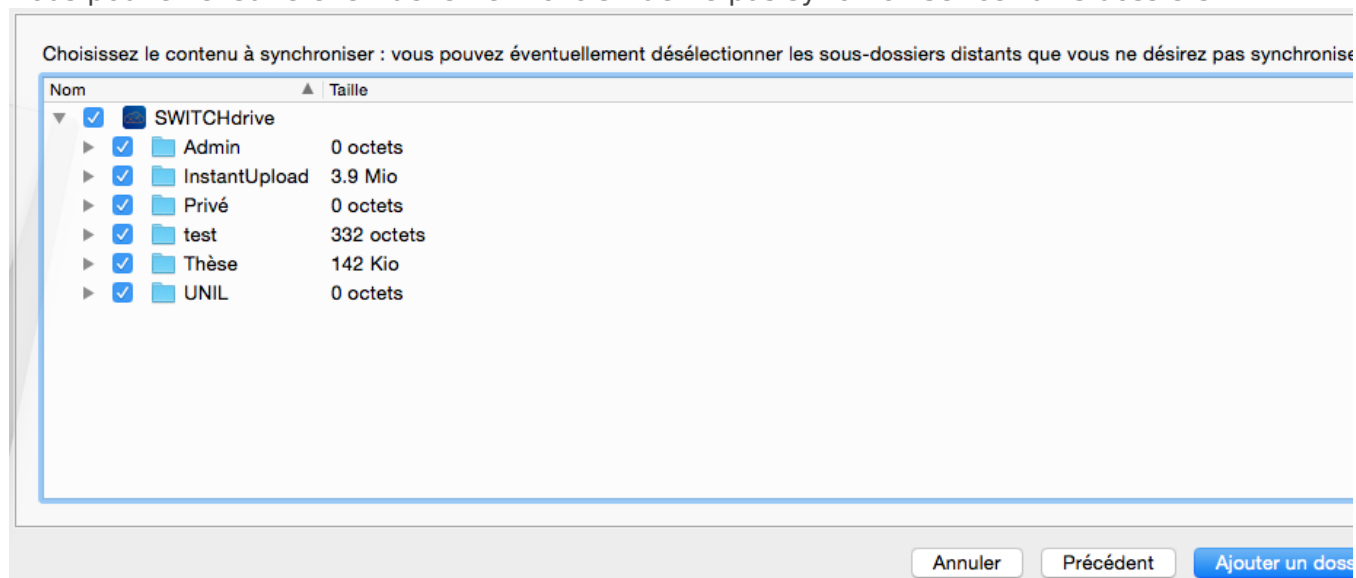 Choisissez le contenu à synchroniser : vous pouvez éventuellement désélectionner les sous-dossiers distants que vous ne désirez pas synchronise
Nom Taille
SWITCHdrive
Admin 0 octets
InstantUpload 3.9 Mio
Privé 0 octets
test 332 octets
Thèse 142 Kio
UNIL 0 octets
Annuler Précédent Ajouter un doss